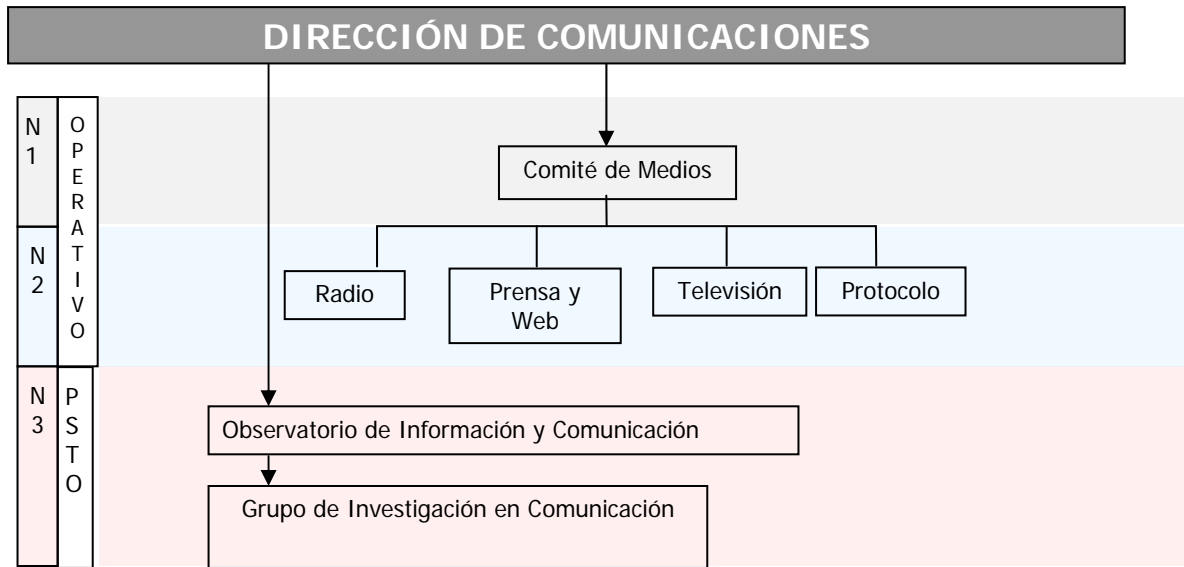 DIRECCIÓN DE COMUNICACIONES
N
1
O
P
E
R
A
T
I
V
O
Comité de Medios
N
2
Radio
Prensa y
Web
Televisión
Protocolo
N
3
P
S
T
O
Observatorio de Información y Comunicación
Grupo de Investigación en Comunicación